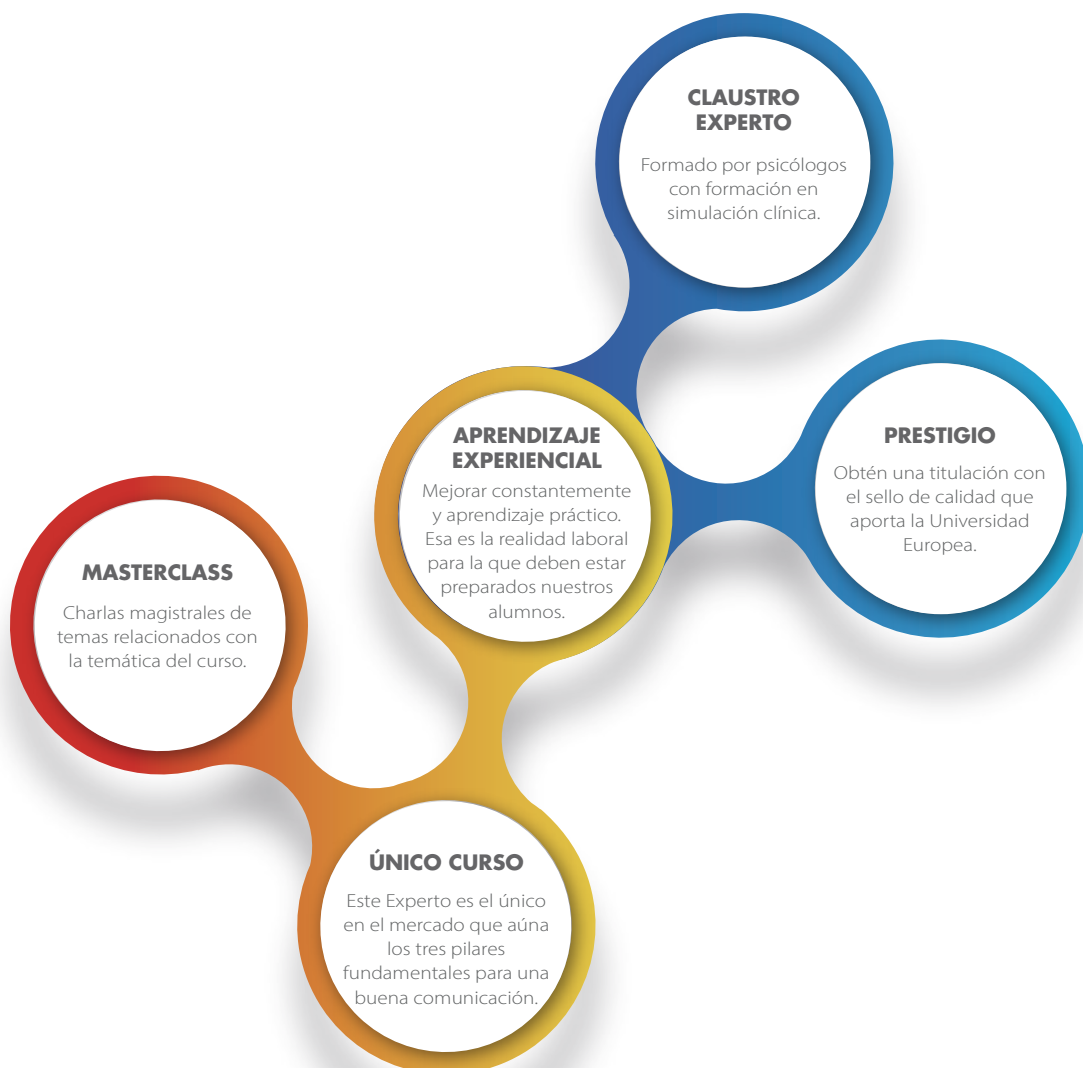 CLAUSTRO
EXPERTO
Formado por psicólogos
con formación en
simulación clínica.
APRENDIZAJE
EXPERIENCIAL
Mejorar constantemente
y aprendizaje práctico.
Esa es la realidad laboral
para la que deben estar
preparados nuestros
alumnos.
PRESTIGIO
Obtén una titulación con
el sello de calidad que
aporta la Universidad
Europea.
MASTERCLASS
Charlas magistrales de
temas relacionados con
la temática del curso.
ÚNICO CURSO
Este Experto es el único
en el mercado que aúna
los tres pilares
fundamentales para una
buena comunicación.